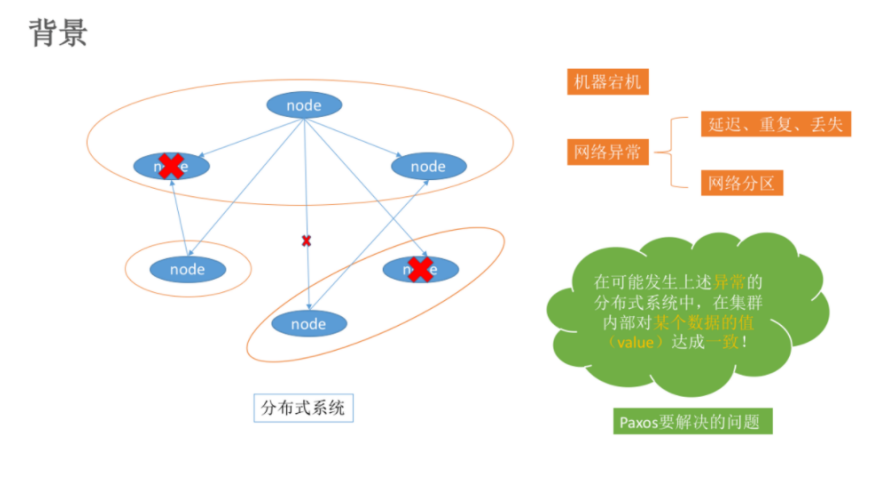 背景
node
node
node
node
机器宕机
网络异常
延迟、重复、丢失
网络分区
在可能发生上述异常的
分布式系统中，在集群
内部对某个数据的值
（value）达成一致！
分布式系统
Paxos要解决的问题